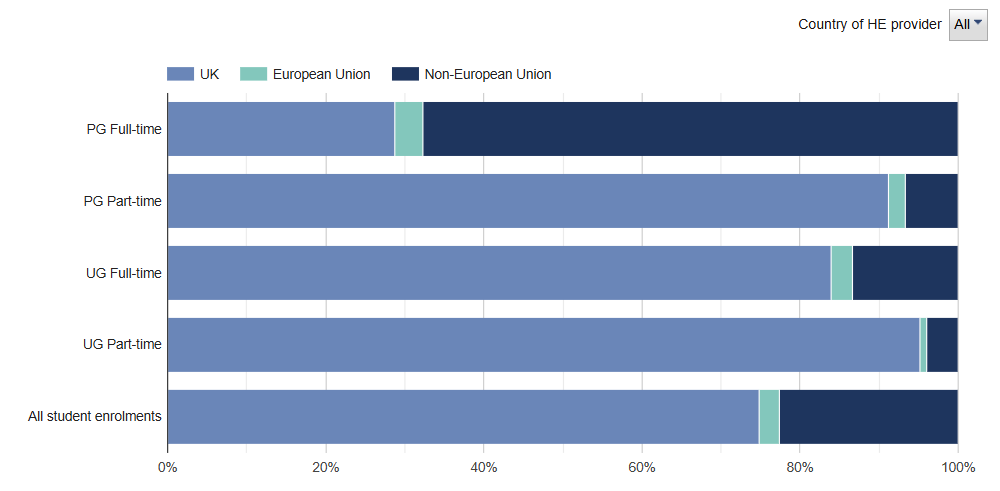 Country of HE provider All
UK European Union Non-European Union
PG Full-time
PG Part-time
UG Full-time
UG Part-time
All student enrolments
0% 20% 40% 60% 80% 100%